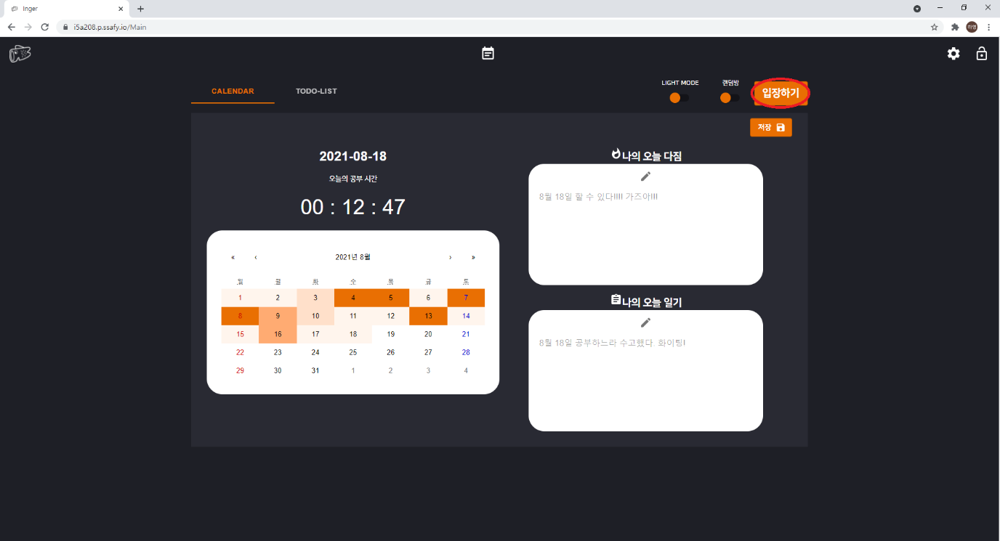 Inger
i5a208.p.ssafy.io/Main
하영
CALENDAR
TODO-LIST
LIGHT MODE
랜덤방
입장하기
저장
2021-08-18
오늘의 공부 시간
00 : 12 : 47
« ‹ 2021년 8월 › »
일 월 화 수 목 금 토
1 2 3 4 5 6 7
8 9 10 11 12 13 14
15 16 17 18 19 20 21
22 23 24 25 26 27 28
29 30 31 1 2 3 4
나의 오늘 다짐
8월 18일 할 수 있다!!!! 가즈아!!!
나의 오늘 일기
8월 18일 공부하느라 수고했다. 화이팅!